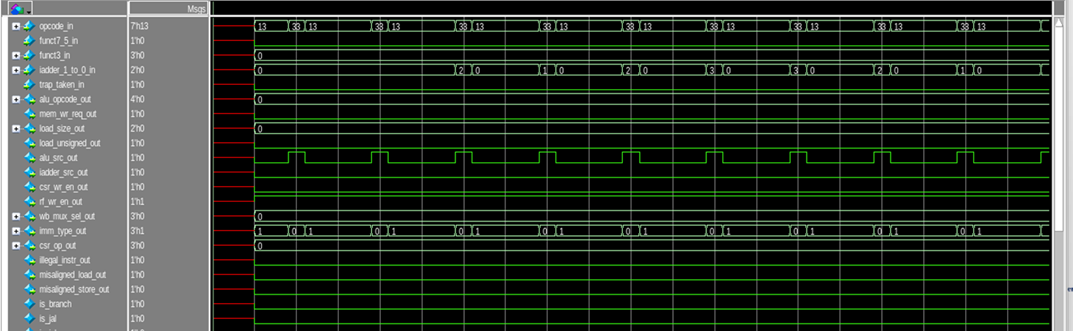 Msgs
opcode_in 7'h13 13 33 13 33 13 33 13 33 13 33 13 33 13 33 13 33 13 33 13
funct7_5_in 1'h0
funct3_in 3'h0 0
iadder_1_to_0_in 2'h0 0 2 0 1 0 2 0 3 0 3 0 2 0 1 0
trap_taken_in 1'h0
alu_opcode_out 4'h0 0
mem_wr_req_out 1'h0
load_size_out 2'h0 0
load_unsigned_out 1'h0
alu_src_out 1'h0
iadder_src_out 1'h0
csr_wr_en_out 1'h0
rf_wr_en_out 1'h1
wb_mux_sel_out 3'h0 0
imm_type_out 3'h1 1 0 1 0 1 0 1 0 1 0 1 0 1 0 1 0 1 0 1
csr_op_out 3'h0 0
illegal_instr_out 1'h0
misaligned_load_out 1'h0
misaligned_store_out 1'h0
is_branch 1'h0
is_jal 1'h0